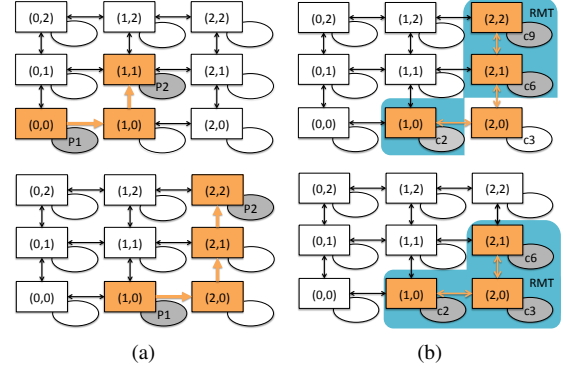 (0,2) (1,2) (2,2)
(0,1) (1,1) (2,1)
P2
(0,0) (1,0) (2,0)
P1
(0,2) (1,2) (2,2) RMT
c9
(0,1) (1,1) (2,1)
c6
(0,0) (1,0) (2,0)
c2 c3
(0,2) (1,2) (2,2)
P2
(0,1) (1,1) (2,1)
(0,0) (1,0) (2,0)
P1
(0,2) (1,2) (2,2)
(0,1) (1,1) (2,1)
c6
(0,0) (1,0) (2,0) RMT
c2 c3
(a) (b)